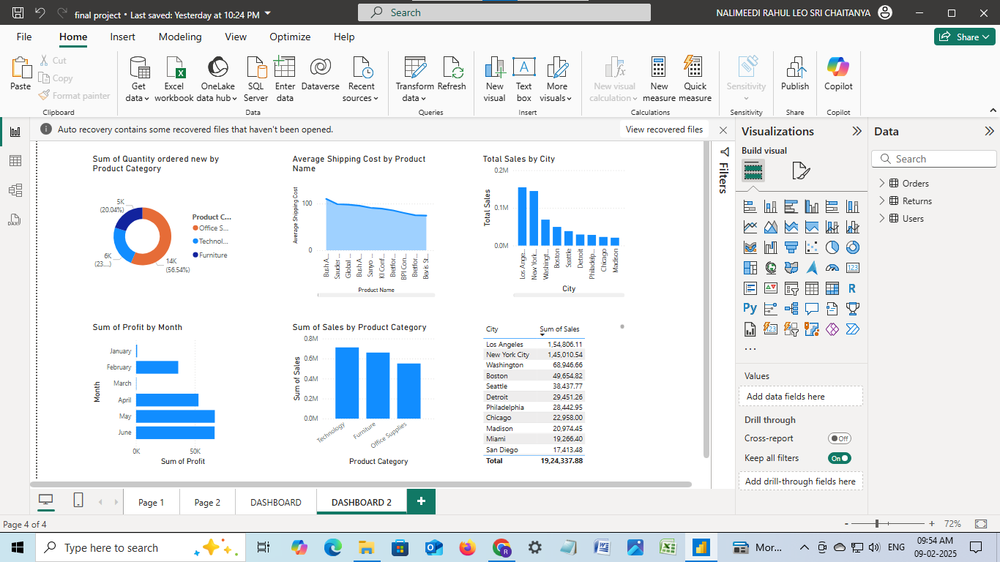 final project • Last saved: Yesterday at 10:24 PM
Search
NALIMEEDI RAHUL LEO SRI CHAITANYA
File
Home
Insert
Modeling
View
Optimize
Help
Share
Paste
Cut
Copy
Format painter
Get data
Excel workbook
OneLake data hub
SQL Server
Enter data
Dataverse
Recent sources
Transform data
Refresh
New visual
Text box
More visuals
New visual calculation
New measure
Quick measure
Sensitivity
Publish
Copilot
Clipboard
Data
Queries
Insert
Calculations
Sensitivity
Share
Copilot
Auto recovery contains some recovered files that haven't been opened.
View recovered files
Sum of Quantity ordered new by
Product Category
5K
(20.04%)
6K
(23....)
14K
(56.54%)
Product C...
Office S...
Technol...
Furniture
Average Shipping Cost by Product
Name
Average Shipping Cost
100
0
Bush A...
Sauder...
Global ...
Bush A...
Sanyo ...
KI Conf...
Bretfor...
BPI Con...
Bretfor...
Bevis St...
Product Name
Total Sales by City
Total Sales
0.2M
0.1M
0.0M
Los Ange...
New York...
Washingt...
Boston
Seattle
Detroit
Philadelp...
Chicago
Madison
City
Sum of Profit by Month
Month
January
February
March
April
May
June
0K
50K
Sum of Profit
Sum of Sales by Product Category
Sum of Sales
0.8M
0.6M
0.4M
0.2M
0.0M
Technology
Furniture
Office Supplies
Product Category
City Sum of Sales
Los Angeles 1,54,806.11
New York City 1,45,010.54
Washington 68,946.66
Boston 49,654.82
Seattle 38,437.77
Detroit 29,451.26
Philadelphia 28,442.95
Chicago 22,958.00
Madison 20,974.45
Miami 19,266.40
San Diego 17,413.48
Total 19,24,337.88
Filters
Visualizations
Build visual
123
R
Py
123
...
Values
Add data fields here
Drill through
Cross-report
Off
Keep all filters
On
Add drill-through fields here
Data
Search
Orders
Returns
Users
DAX
Page 1
Page 2
DASHBOARD
DASHBOARD 2
+
Page 4 of 4
- + 72%
Type here to search
R
Mor...
ENG
09:54 AM
09-02-2025